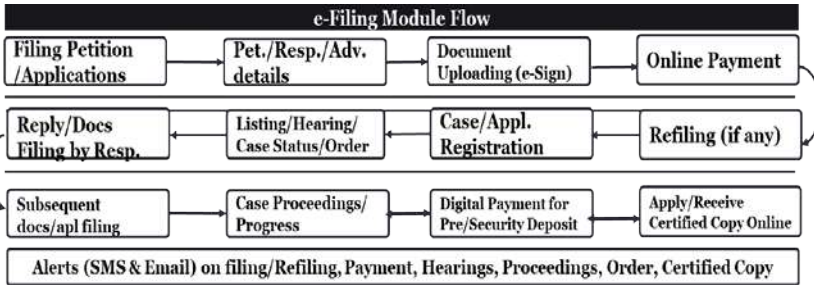 e-Filing Module Flow
Filing Petition
/Applications
Pet./Resp./Adv.
details
Document
Uploading (e-Sign)
Online Payment
Reply/Docs
Filing by Resp.
Listing/Hearing/
Case Status/Order
Case/Appl.
Registration
Refiling (if any)
Subsequent
docs/apl filing
Case Proceedings/
Progress
Digital Payment for
Pre/Security Deposit
Apply/Receive
Certified Copy Online
Alerts (SMS & Email) on filing/Refiling, Payment, Hearings, Proceedings, Order, Certified Copy